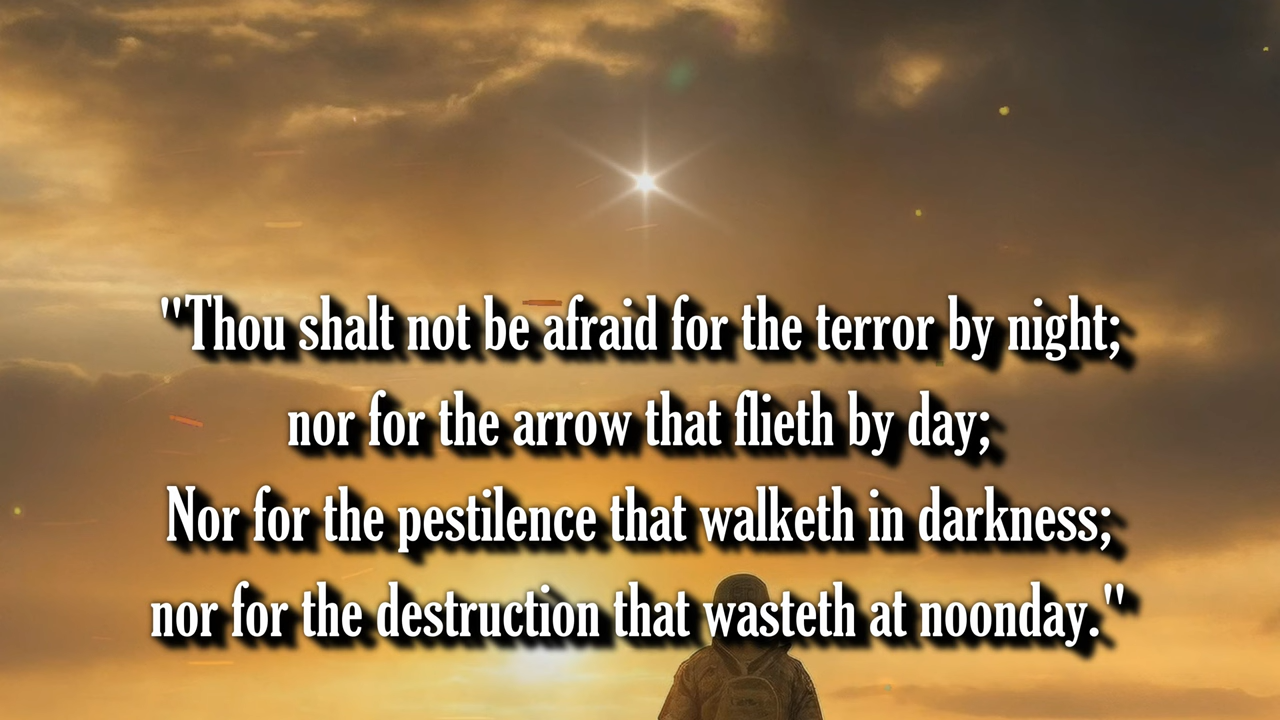 "Thou shalt not be afraid for the terror by night;
nor for the arrow that flieth by day;
Nor for the pestilence that walketh in darkness;
nor for the destruction that wasteth at noonday."